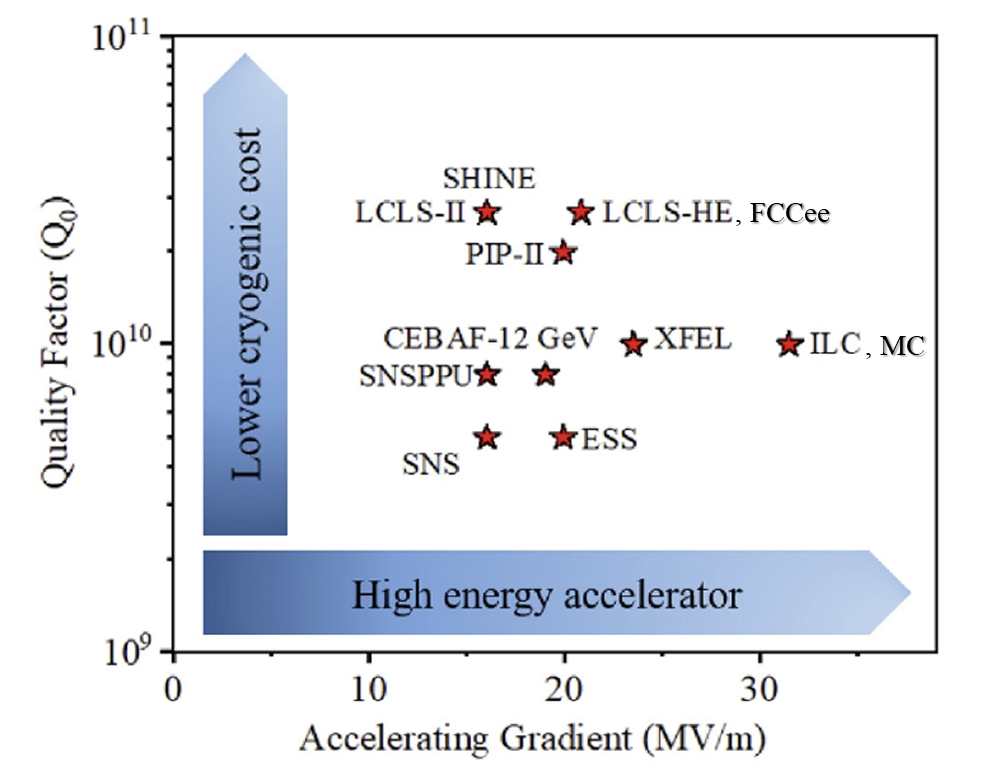 10¹¹
10¹⁰
10⁹
Quality Factor (Q₀)
Lower cryogenic cost
SHINE
LCLS-II
LCLS-HE, FCCee
PIP-II
CEBAF-12 GeV
XFEL
ILC, MC
SNSPPU
SNS
ESS
High energy accelerator
0 10 20 30
Accelerating Gradient (MV/m)